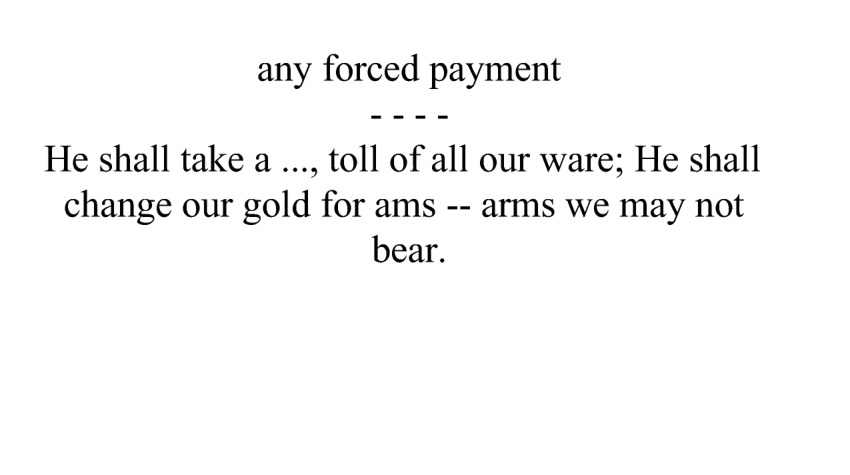 any forced payment
- - - -
He shall take a ..., toll of all our ware; He shall
change our gold for ams -- arms we may not
bear.